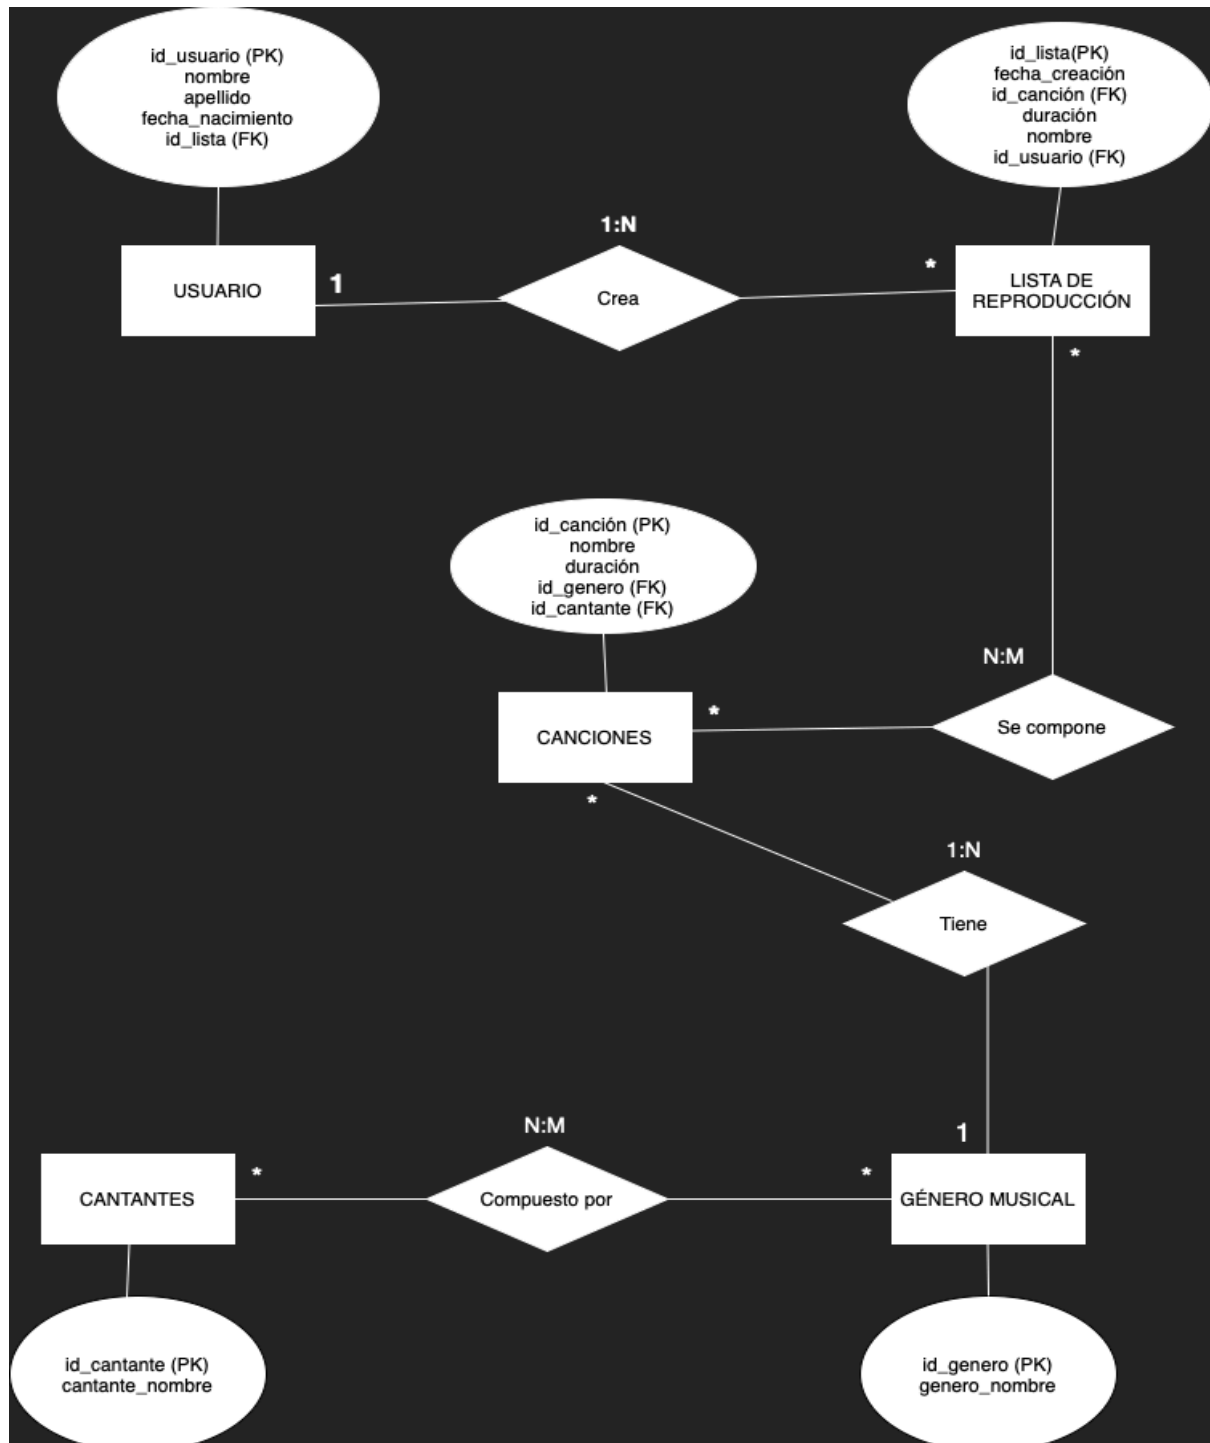 id_usuario (PK)
nombre
apellido
fecha_nacimiento
id_lista (FK)
id_lista(PK)
fecha_creación
id_canción (FK)
duración
nombre
id_usuario (FK)
1:N
USUARIO
1
Crea
*
LISTA DE
REPRODUCCIÓN
*
id_canción (PK)
nombre
duración
id_genero (FK)
id_cantante (FK)
N:M
CANCIONES
*
Se compone
*
1:N
Tiene
N:M
1
CANTANTES
*
Compuesto por
*
GÉNERO MUSICAL
id_cantante (PK)
cantante_nombre
id_genero (PK)
genero_nombre